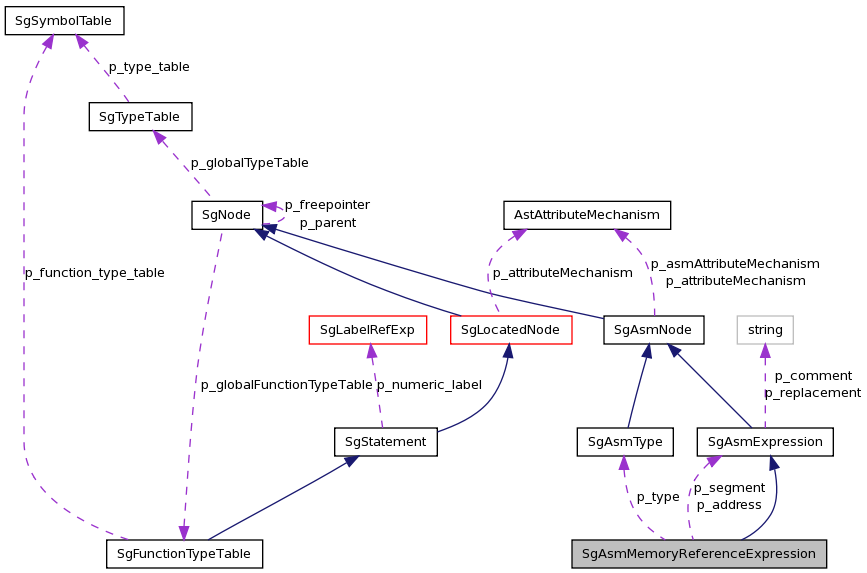 SgSymbolTable
p_type_table
SgTypeTable
p_globalTypeTable
SgNode
p_freepointer
p_parent
AstAttributeMechanism
p_function_type_table
p_attributeMechanism
p_asmAttributeMechanism
p_attributeMechanism
SgLabelRefExp
SgLocatedNode
SgAsmNode
string
p_globalFunctionTypeTable
p_numeric_label
p_comment
p_replacement
SgStatement
SgAsmType
SgAsmExpression
p_type
p_segment
p_address
SgFunctionTypeTable
SgAsmMemoryReferenceExpression